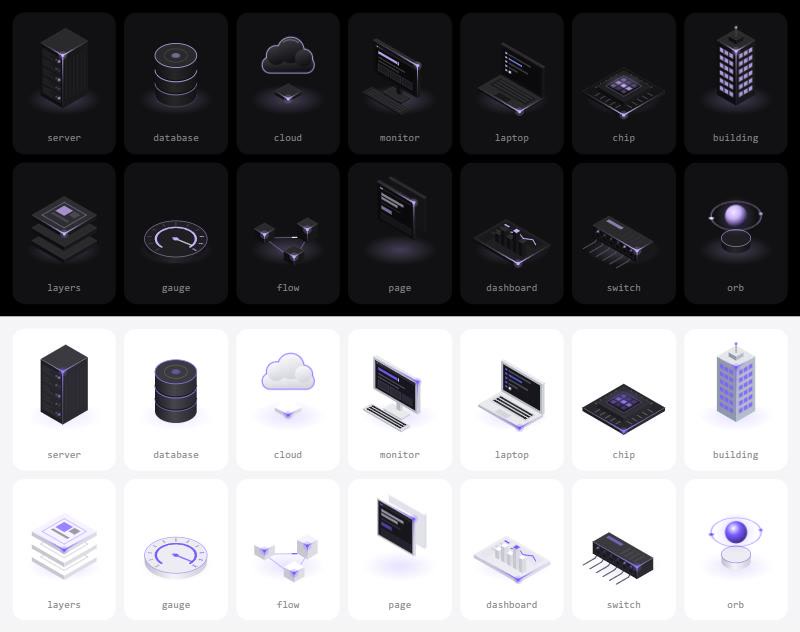 server
database
cloud
monitor
laptop
chip
building
layers
gauge
flow
page
dashboard
switch
orb
server
database
cloud
monitor
laptop
chip
building
layers
gauge
flow
page
dashboard
switch
orb